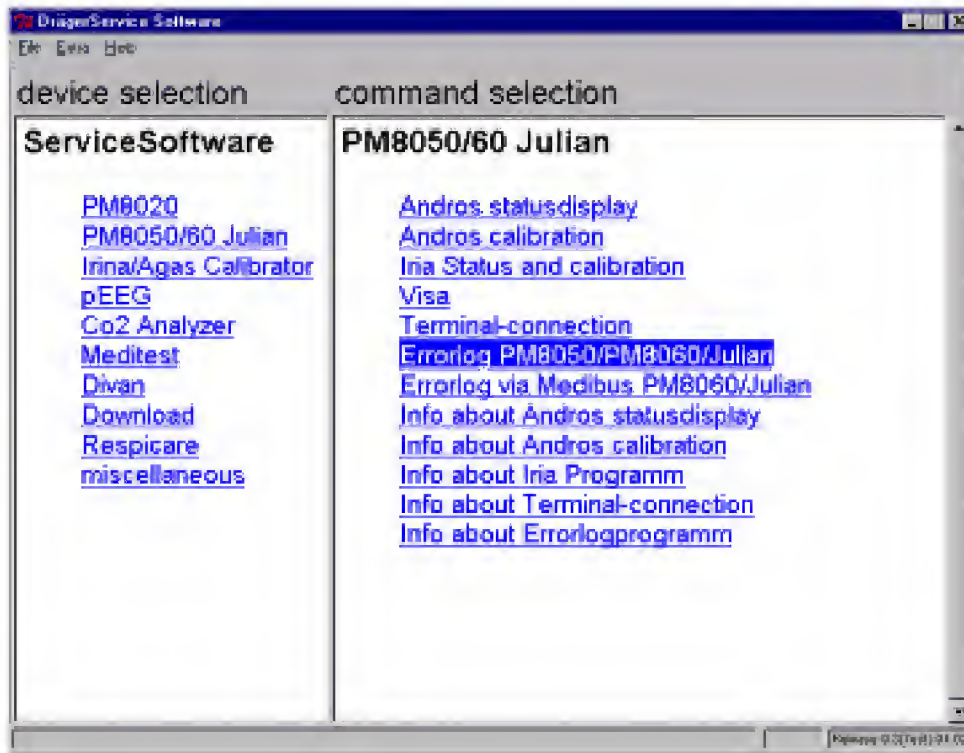 DrägerService Software
File Extra Help
device selection
command selection
ServiceSoftware
PM8020
PM8050/60 Julian
Irina/Agas Calibrator
pEEG
Co2 Analyzer
Meditest
Divan
Download
Respicare
miscellaneous
PM8050/60 Julian
Andros statusdisplay
Andros calibration
Iria Status and calibration
Visa
Terminal-connection
Errorlog PM8050/PM8060/Julian
Errorlog via Medibus PM8060/Julian
Info about Andros statusdisplay
Info about Andros calibration
Info about Iria Programm
Info about Terminal-connection
Info about Errorlogprogramm